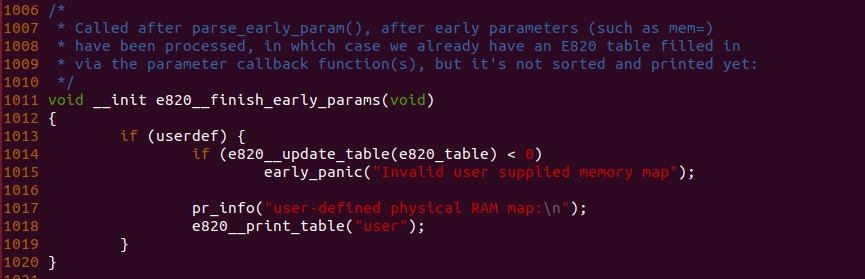 1006 /*
1007  * Called after parse_early_param(), after early parameters (such as mem=)
1008  * have been processed, in which case we already have an E820 table filled in
1009  * via the parameter callback function(s), but it's not sorted and printed yet:
1010  */
1011 void __init e820__finish_early_params(void)
1012 {
1013         if (userdef) {
1014                 if (e820__update_table(e820_table) < 0)
1015                         early_panic("Invalid user supplied memory map");
1016
1017                 pr_info("user-defined physical RAM map:\n");
1018                 e820__print_table("user");
1019         }
1020 }